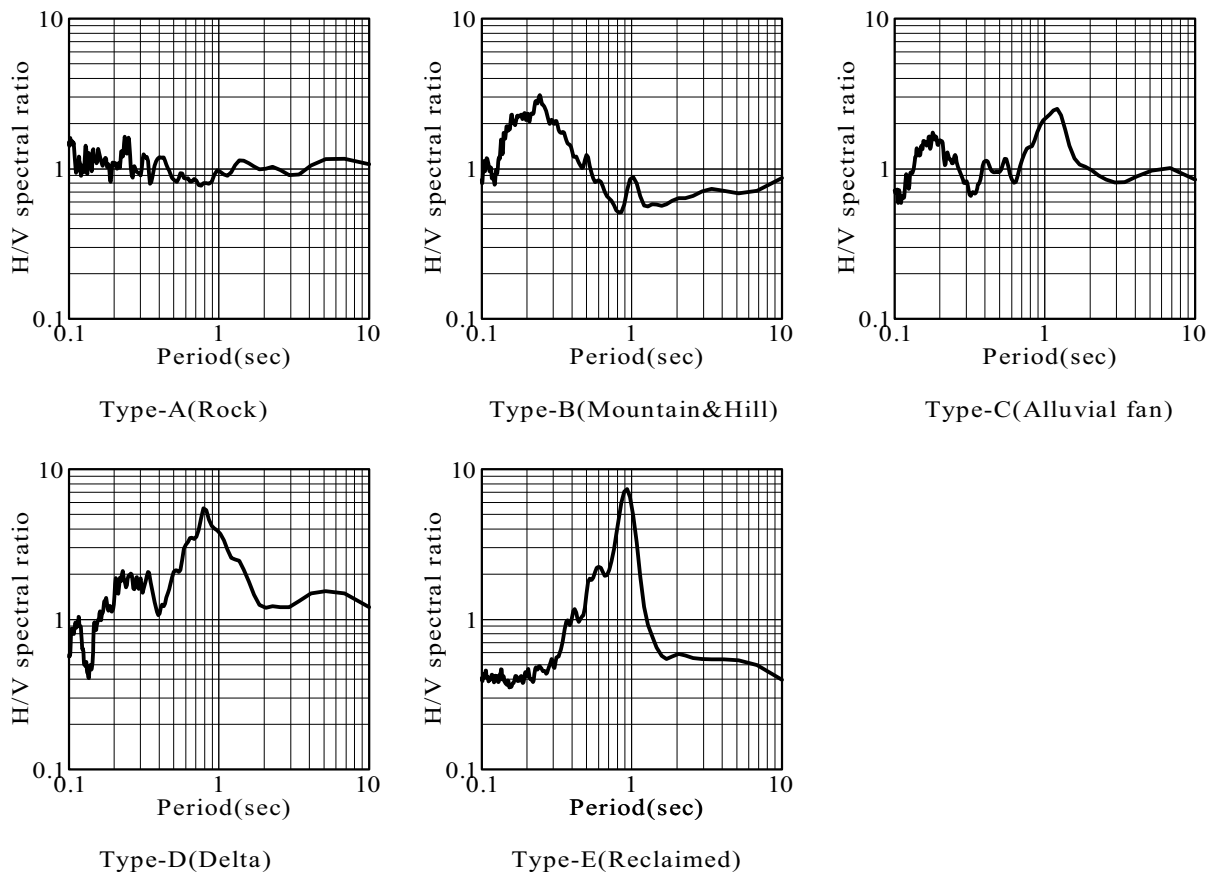 10
1
0.1
H/V spectral ratio
0.1
1
10
Period(sec)
Type-A(Rock)
10
1
0.1
H/V spectral ratio
0.1
1
10
Period(sec)
Type-B(Mountain&Hill)
10
1
0.1
H/V spectral ratio
0.1
1
10
Period(sec)
Type-C(Alluvial fan)
10
1
0.1
H/V spectral ratio
0.1
1
10
Period(sec)
Type-D(Delta)
10
1
0.1
H/V spectral ratio
0.1
1
10
Period(sec)
Type-E(Reclaimed)